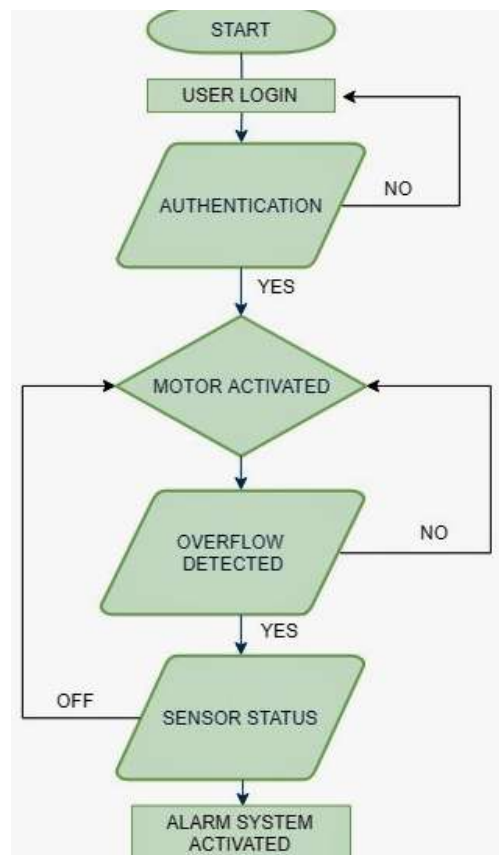 START
USER LOGIN
AUTHENTICATION
NO
YES
MOTOR ACTIVATED
OVERFLOW
DETECTED
NO
YES
SENSOR STATUS
OFF
ALARM SYSTEM
ACTIVATED